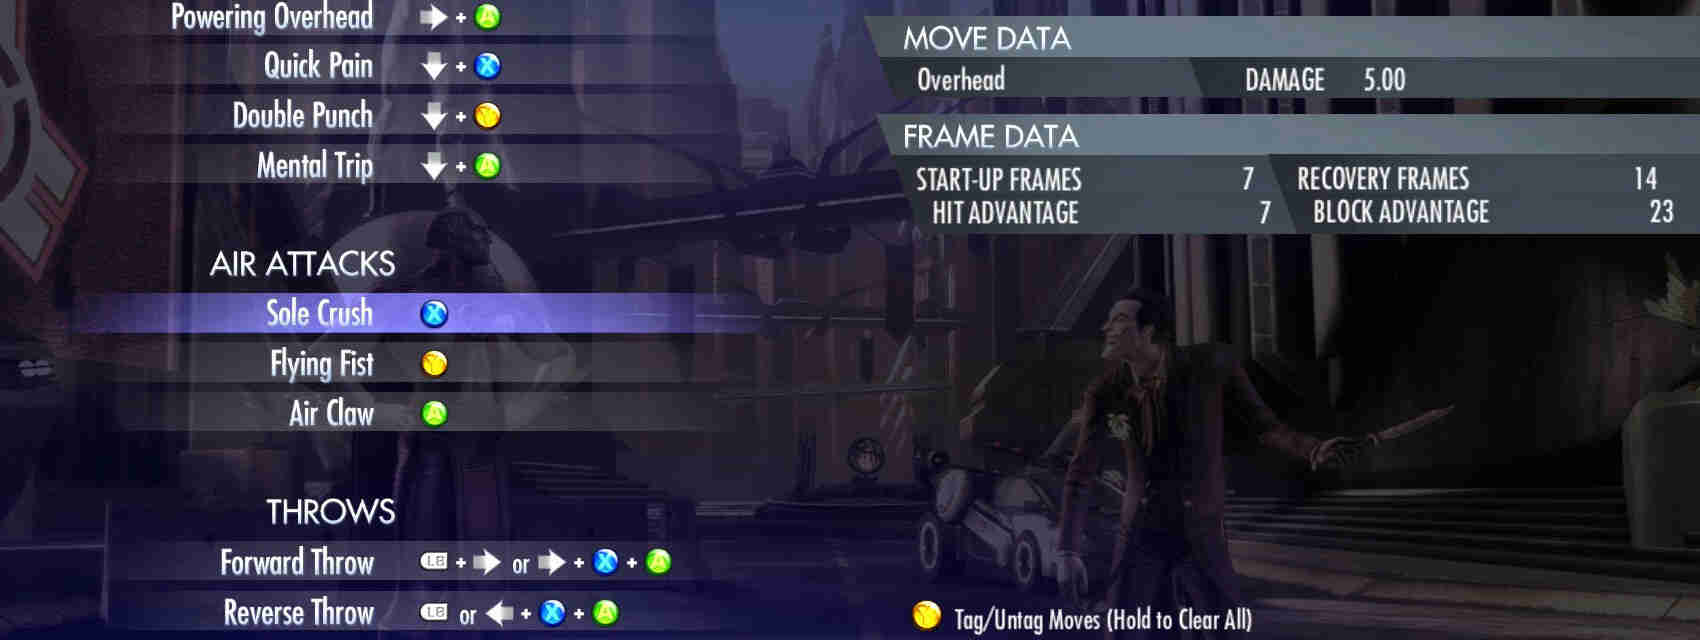 Powering Overhead + A
Quick Pain + X
Double Punch + Y
Mental Trip + A
AIR ATTACKS
Sole Crush X
Flying Fist Y
Air Claw A
THROWS
Forward Throw LB + or + X + A
Reverse Throw LB or + X + A
MOVE DATA
Overhead DAMAGE 5.00
FRAME DATA
START-UP FRAMES 7 RECOVERY FRAMES 14
HIT ADVANTAGE 7 BLOCK ADVANTAGE 23
Y Tag/Untag Moves (Hold to Clear All)